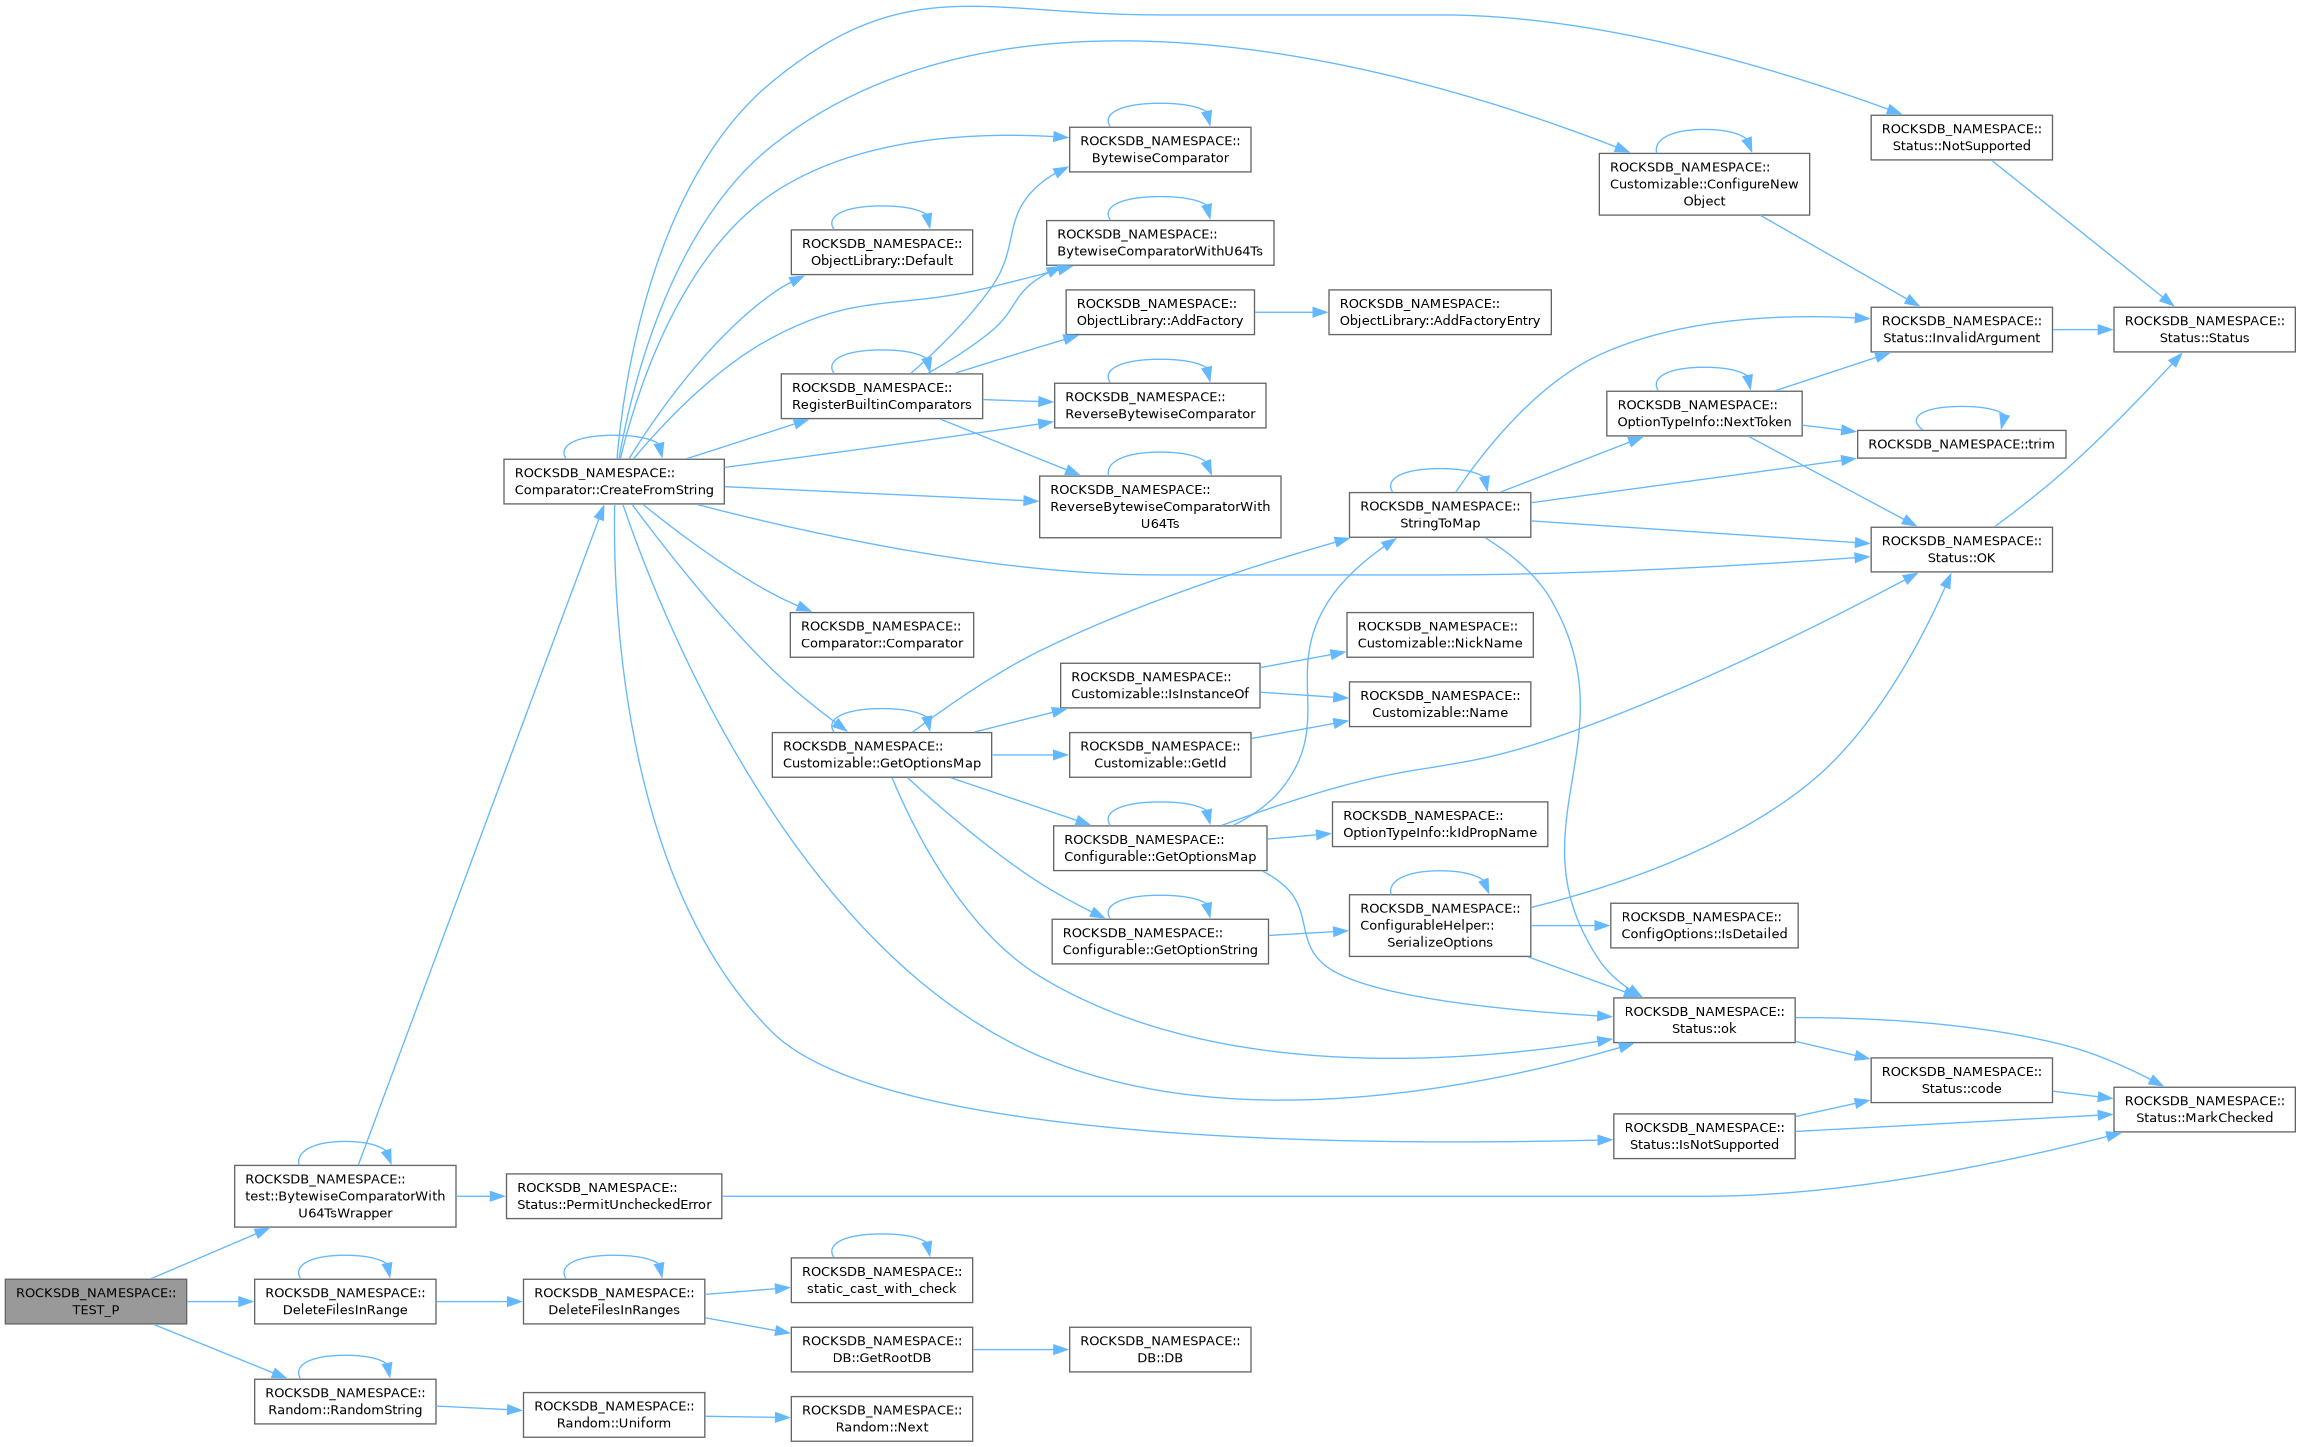 ROCKSDB_NAMESPACE::
TEST_P
ROCKSDB_NAMESPACE::
test::BytewiseComparatorWith
U64TsWrapper
ROCKSDB_NAMESPACE::
Comparator::CreateFromString
ROCKSDB_NAMESPACE::
BytewiseComparator
ROCKSDB_NAMESPACE::
ObjectLibrary::Default
ROCKSDB_NAMESPACE::
BytewiseComparatorWithU64Ts
ROCKSDB_NAMESPACE::
RegisterBuiltinComparators
ROCKSDB_NAMESPACE::
ObjectLibrary::AddFactory
ROCKSDB_NAMESPACE::
ObjectLibrary::AddFactoryEntry
ROCKSDB_NAMESPACE::
ReverseBytewiseComparator
ROCKSDB_NAMESPACE::
ReverseBytewiseComparatorWith
U64Ts
ROCKSDB_NAMESPACE::
Comparator::Comparator
ROCKSDB_NAMESPACE::
Customizable::GetOptionsMap
ROCKSDB_NAMESPACE::
Customizable::IsInstanceOf
ROCKSDB_NAMESPACE::
Customizable::NickName
ROCKSDB_NAMESPACE::
Customizable::Name
ROCKSDB_NAMESPACE::
Customizable::GetId
ROCKSDB_NAMESPACE::
Configurable::GetOptionsMap
ROCKSDB_NAMESPACE::
OptionTypeInfo::kIdPropName
ROCKSDB_NAMESPACE::
Configurable::GetOptionString
ROCKSDB_NAMESPACE::
ConfigurableHelper::
SerializeOptions
ROCKSDB_NAMESPACE::
ConfigOptions::IsDetailed
ROCKSDB_NAMESPACE::
StringToMap
ROCKSDB_NAMESPACE::
OptionTypeInfo::NextToken
ROCKSDB_NAMESPACE::trim
ROCKSDB_NAMESPACE::
Customizable::ConfigureNew
Object
ROCKSDB_NAMESPACE::
Status::NotSupported
ROCKSDB_NAMESPACE::
Status::InvalidArgument
ROCKSDB_NAMESPACE::
Status::Status
ROCKSDB_NAMESPACE::
Status::OK
ROCKSDB_NAMESPACE::
Status::ok
ROCKSDB_NAMESPACE::
Status::code
ROCKSDB_NAMESPACE::
Status::MarkChecked
ROCKSDB_NAMESPACE::
Status::IsNotSupported
ROCKSDB_NAMESPACE::
Status::PermitUncheckedError
ROCKSDB_NAMESPACE::
DeleteFilesInRange
ROCKSDB_NAMESPACE::
DeleteFilesInRanges
ROCKSDB_NAMESPACE::
static_cast_with_check
ROCKSDB_NAMESPACE::
DB::GetRootDB
ROCKSDB_NAMESPACE::
DB::DB
ROCKSDB_NAMESPACE::
Random::RandomString
ROCKSDB_NAMESPACE::
Random::Uniform
ROCKSDB_NAMESPACE::
Random::Next